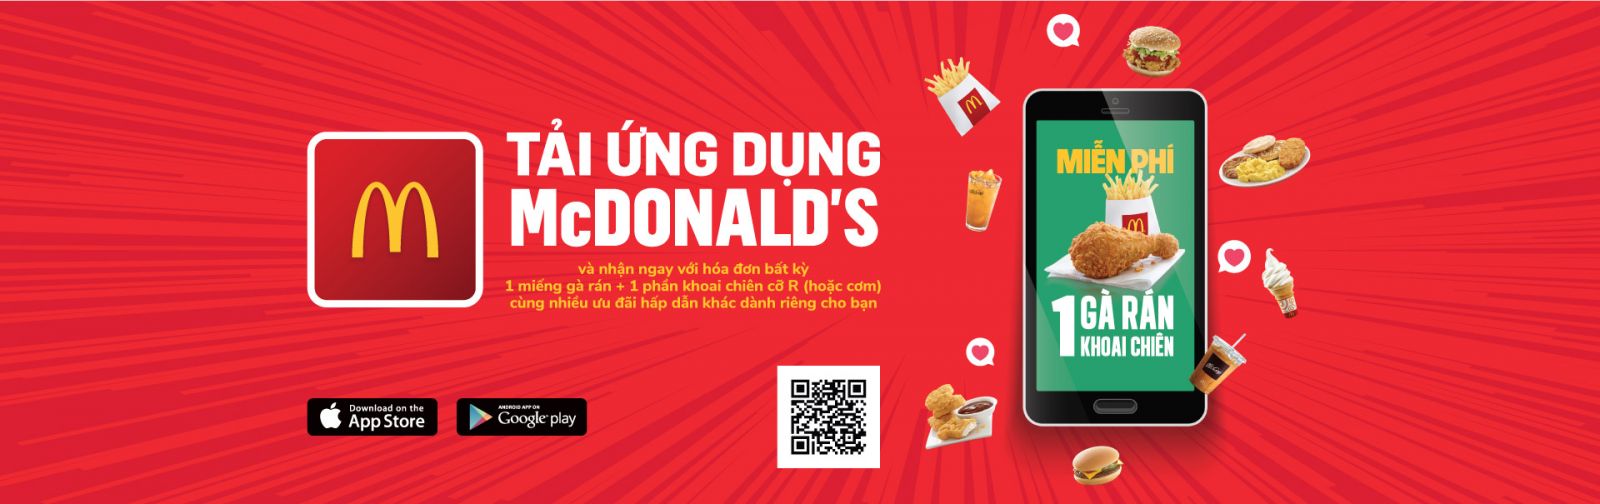 TẢI ỨNG DỤNG
McDONALD'S
và nhận ngay với hóa đơn bất kỳ
1 miếng gà rán + 1 phần khoai chiên cỡ R (hoặc cơm)
cùng nhiều ưu đãi hấp dẫn khác dành riêng cho bạn
Download on the
App Store
ANDROID APP ON
Google play
MIỄN PHÍ
1 GÀ RÁN
KHOAI CHIÊN